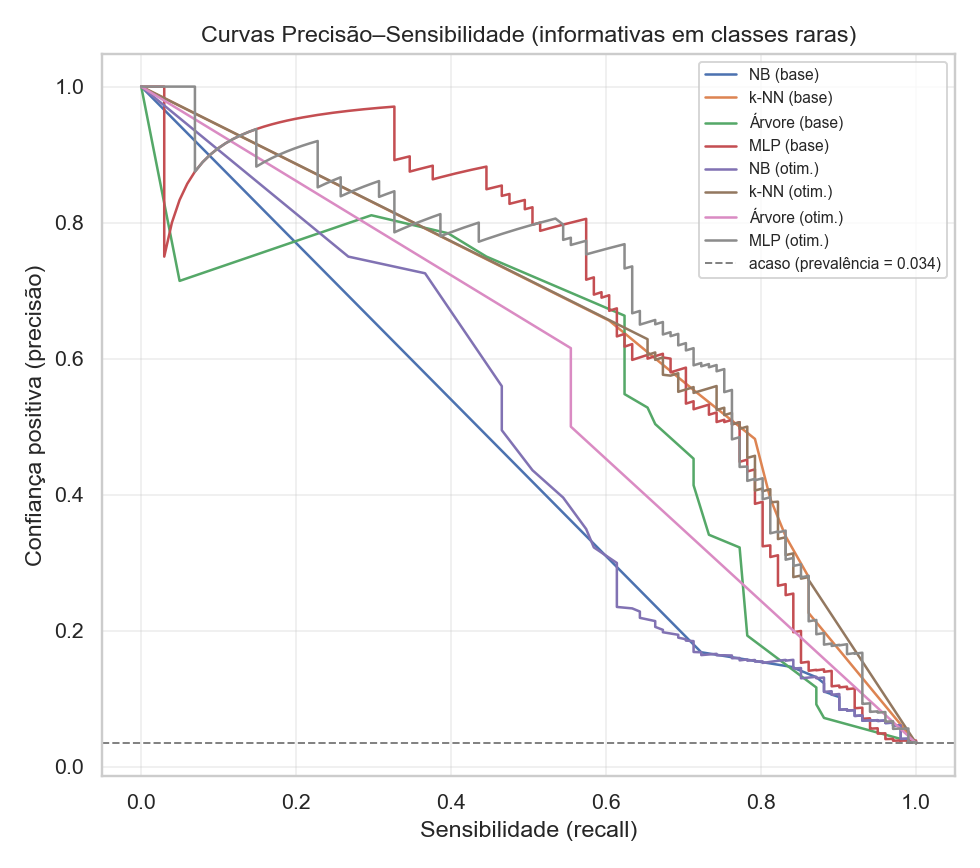 Curvas Precisão–Sensibilidade (informativas em classes raras)
NB (base)
k-NN (base)
Árvore (base)
MLP (base)
NB (otim.)
k-NN (otim.)
Árvore (otim.)
MLP (otim.)
acaso (prevalência = 0.034)
Confiança positiva (precisão)
1.0
0.8
0.6
0.4
0.2
0.0
0.0 0.2 0.4 0.6 0.8 1.0
Sensibilidade (recall)